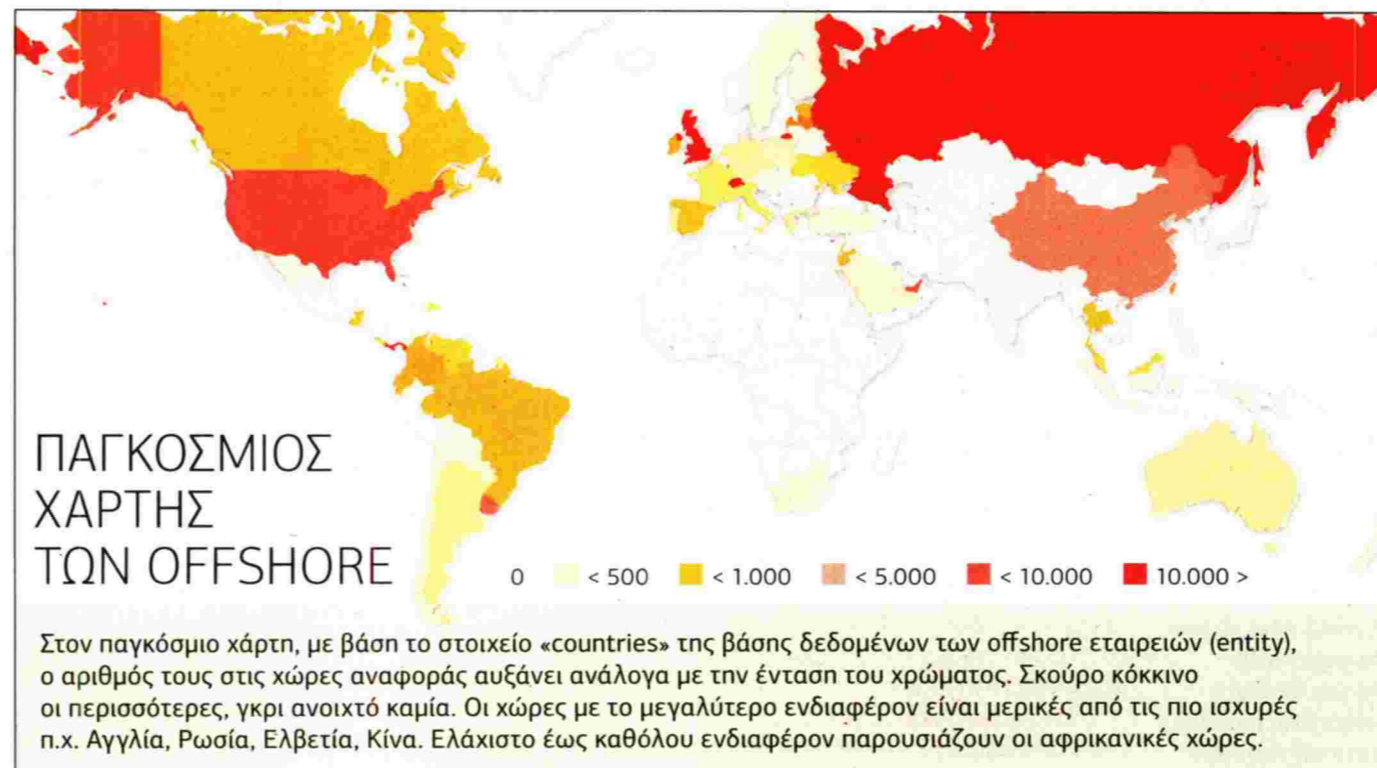 ΠΑΓΚΟΣΜΙΟΣ
ΧΑΡΤΗΣ
ΤΩΝ OFFSHORE
0 < 500 < 1.000 < 5.000 < 10.000 10.000 >
Στον παγκόσμιο χάρτη, με βάση το στοιχείο «countries» της βάσης δεδομένων των offshore εταιρειών (entity),
ο αριθμός τους στις χώρες αναφοράς αυξάνει ανάλογα με την ένταση του χρώματος. Σκούρο κόκκινο
οι περισσότερες, γκρι ανοιχτό καμία. Οι χώρες με το μεγαλύτερο ενδιαφέρον είναι μερικές από τις πιο ισχυρές
π.χ. Αγγλία, Ρωσία, Ελβετία, Κίνα. Ελάχιστο έως καθόλου ενδιαφέρον παρουσιάζουν οι αφρικανικές χώρες.